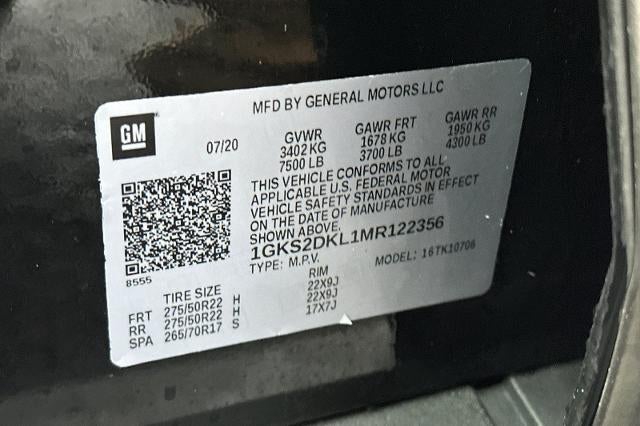 MFD BY GENERAL MOTORS LLC
GM
07/20 GVWR GAWR FRT GAWR RR
3402 KG 1678 KG 1950 KG
7500 LB 3700 LB 4300 LB
THIS VEHICLE CONFORMS TO ALL
APPLICABLE U.S. FEDERAL MOTOR
VEHICLE SAFETY STANDARDS IN EFFECT
ON THE DATE OF MANUFACTURE
SHOWN ABOVE.
1GKS2DKL1MR122356
TYPE: M.P.V. MODEL: 16TK10706
8555
TIRE SIZE RIM
FRT 275/50R22 H 22X9J
RR 275/50R22 H 22X9J
SPA 265/70R17 S 17X7J